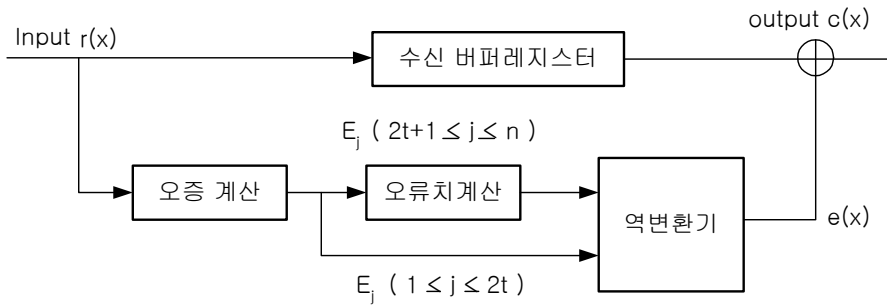 Input r(x)
output c(x)
수신 버퍼레지스터
E_j ( 2t+1 ≤ j ≤ n )
오증 계산
오류치계산
역변환기
e(x)
E_j ( 1 ≤ j ≤ 2t )